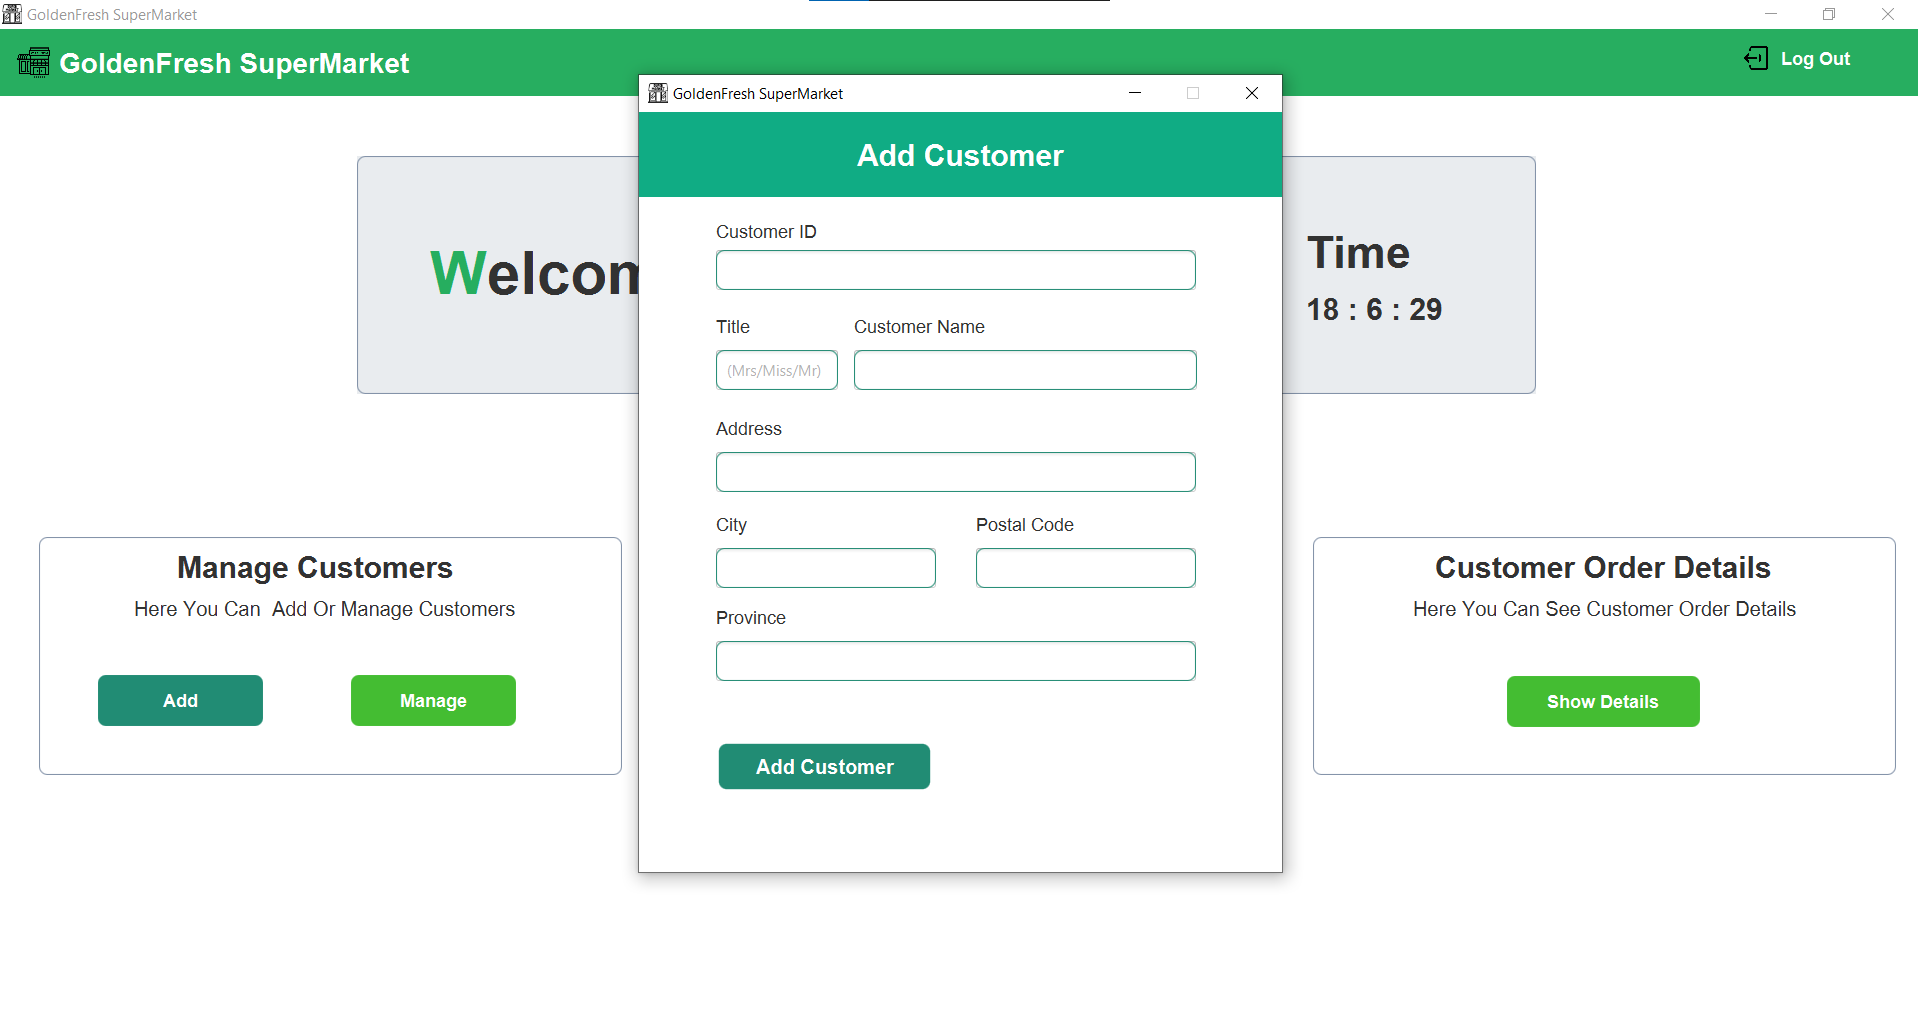 GoldenFresh SuperMarket
GoldenFresh SuperMarket
Log Out
GoldenFresh SuperMarket
Add Customer
Customer ID
Title
Customer Name
(Mrs/Miss/Mr)
Address
City
Postal Code
Province
Add Customer
Welcom
Time
18 : 6 : 29
Manage Customers
Here You Can  Add Or Manage Customers
Add
Manage
Customer Order Details
Here You Can See Customer Order Details
Show Details